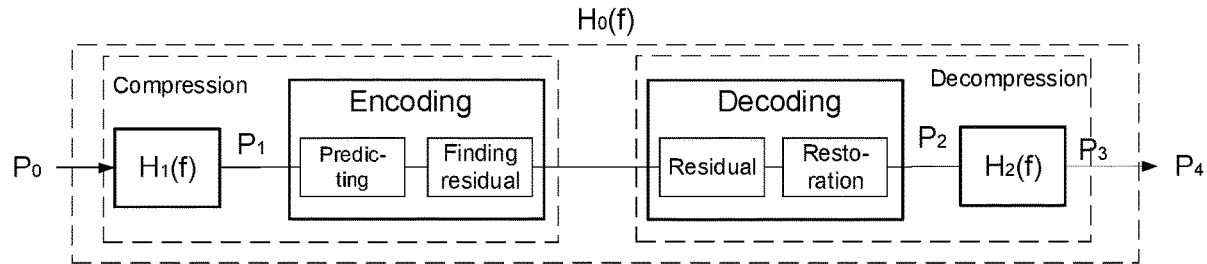 H₀(f)
Compression
Decompression
Encoding
Decoding
P₀
H₁(f)
P₁
Predic-
ting
Finding
residual
Residual
Resto-
ration
P₂
H₂(f)
P₃
P₄